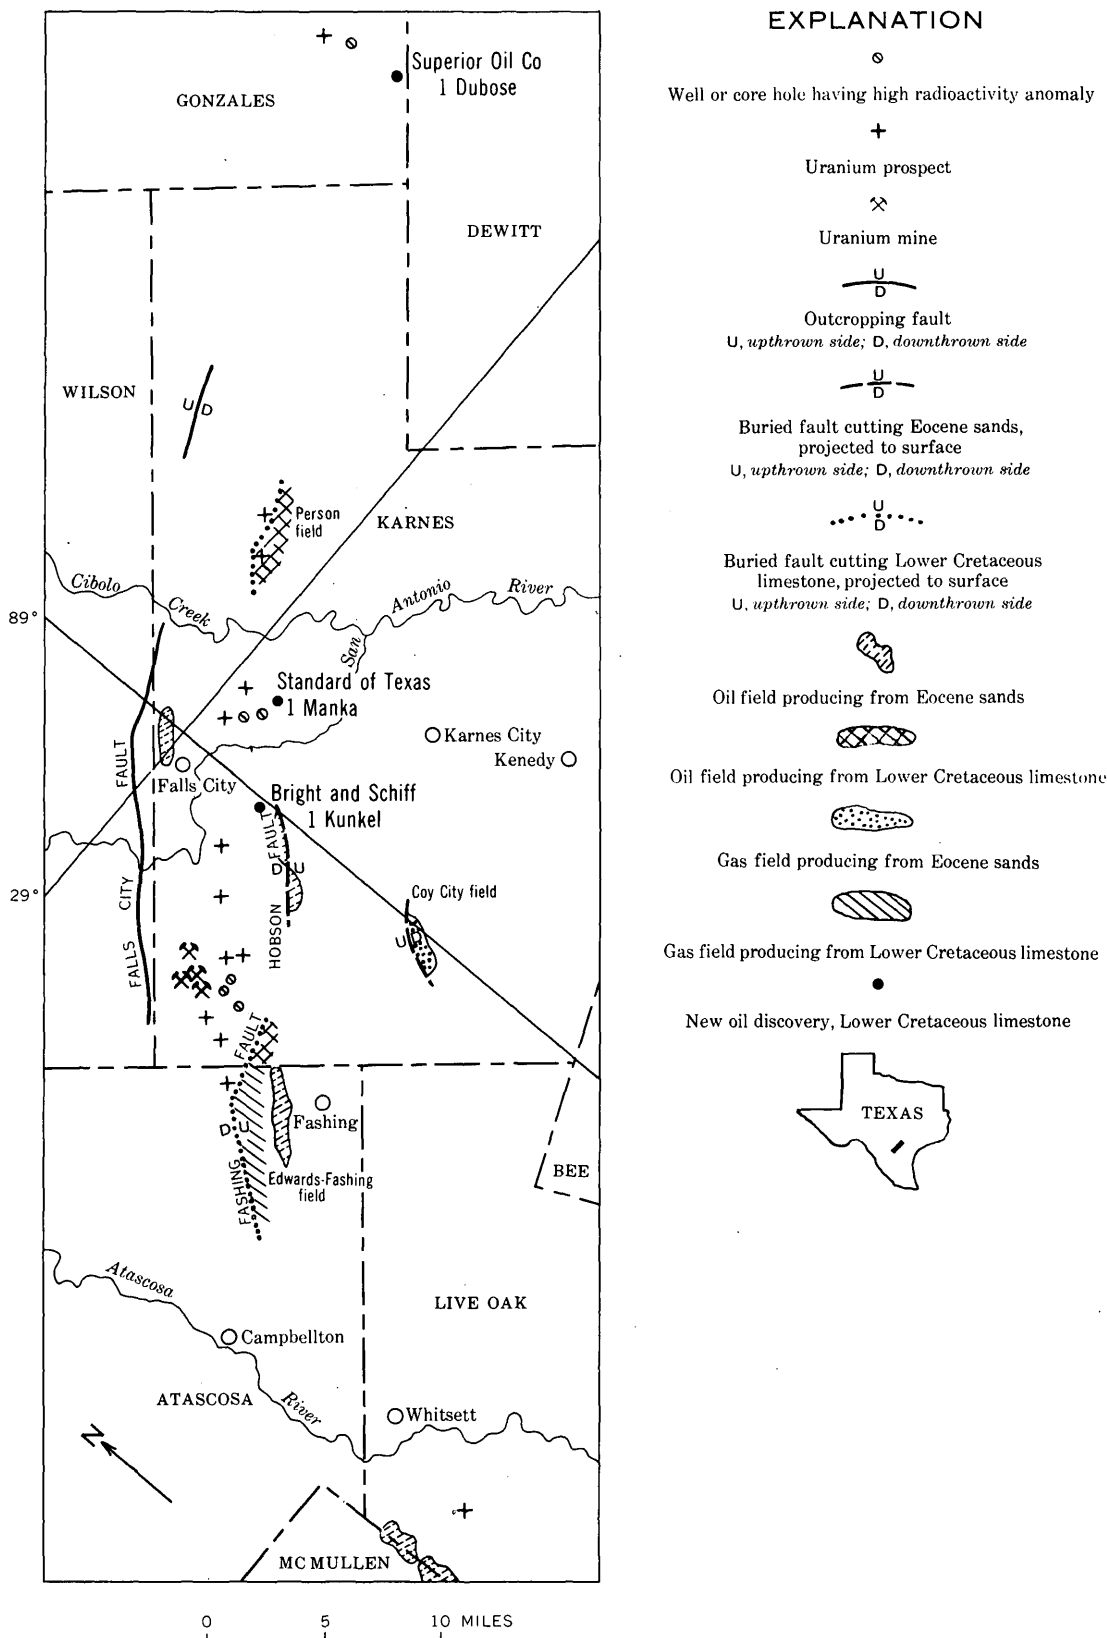 Superior Oil Co
1 Dubose
GONZALES
DEWITT
WILSON
U D
Person
field
KARNES
Cibolo
Creek
Antonio
River
San
89°
Standard of Texas
1 Manka
Karnes City
Kenedy
Falls City
FAULT
CITY
FALLS
Bright and Schiff
1 Kunkel
FAULT
D U
HOBSON
29°
Coy City field
U D
FAULT
D U
FASHING
Fashing
Edwards-Fashing
field
BEE
Atascosa
River
LIVE OAK
Campbellton
ATASCOSA
Whitsett
N
MC MULLEN
0 5 10 MILES
EXPLANATION
Well or core hole having high radioactivity anomaly
Uranium prospect
Uranium mine
U
D
Outcropping fault
U, upthrown side; D, downthrown side
U
D
Buried fault cutting Eocene sands,
projected to surface
U, upthrown side; D, downthrown side
U
D
Buried fault cutting Lower Cretaceous
limestone, projected to surface
U, upthrown side; D, downthrown side
Oil field producing from Eocene sands
Oil field producing from Lower Cretaceous limestone
Gas field producing from Eocene sands
Gas field producing from Lower Cretaceous limestone
New oil discovery, Lower Cretaceous limestone
TEXAS